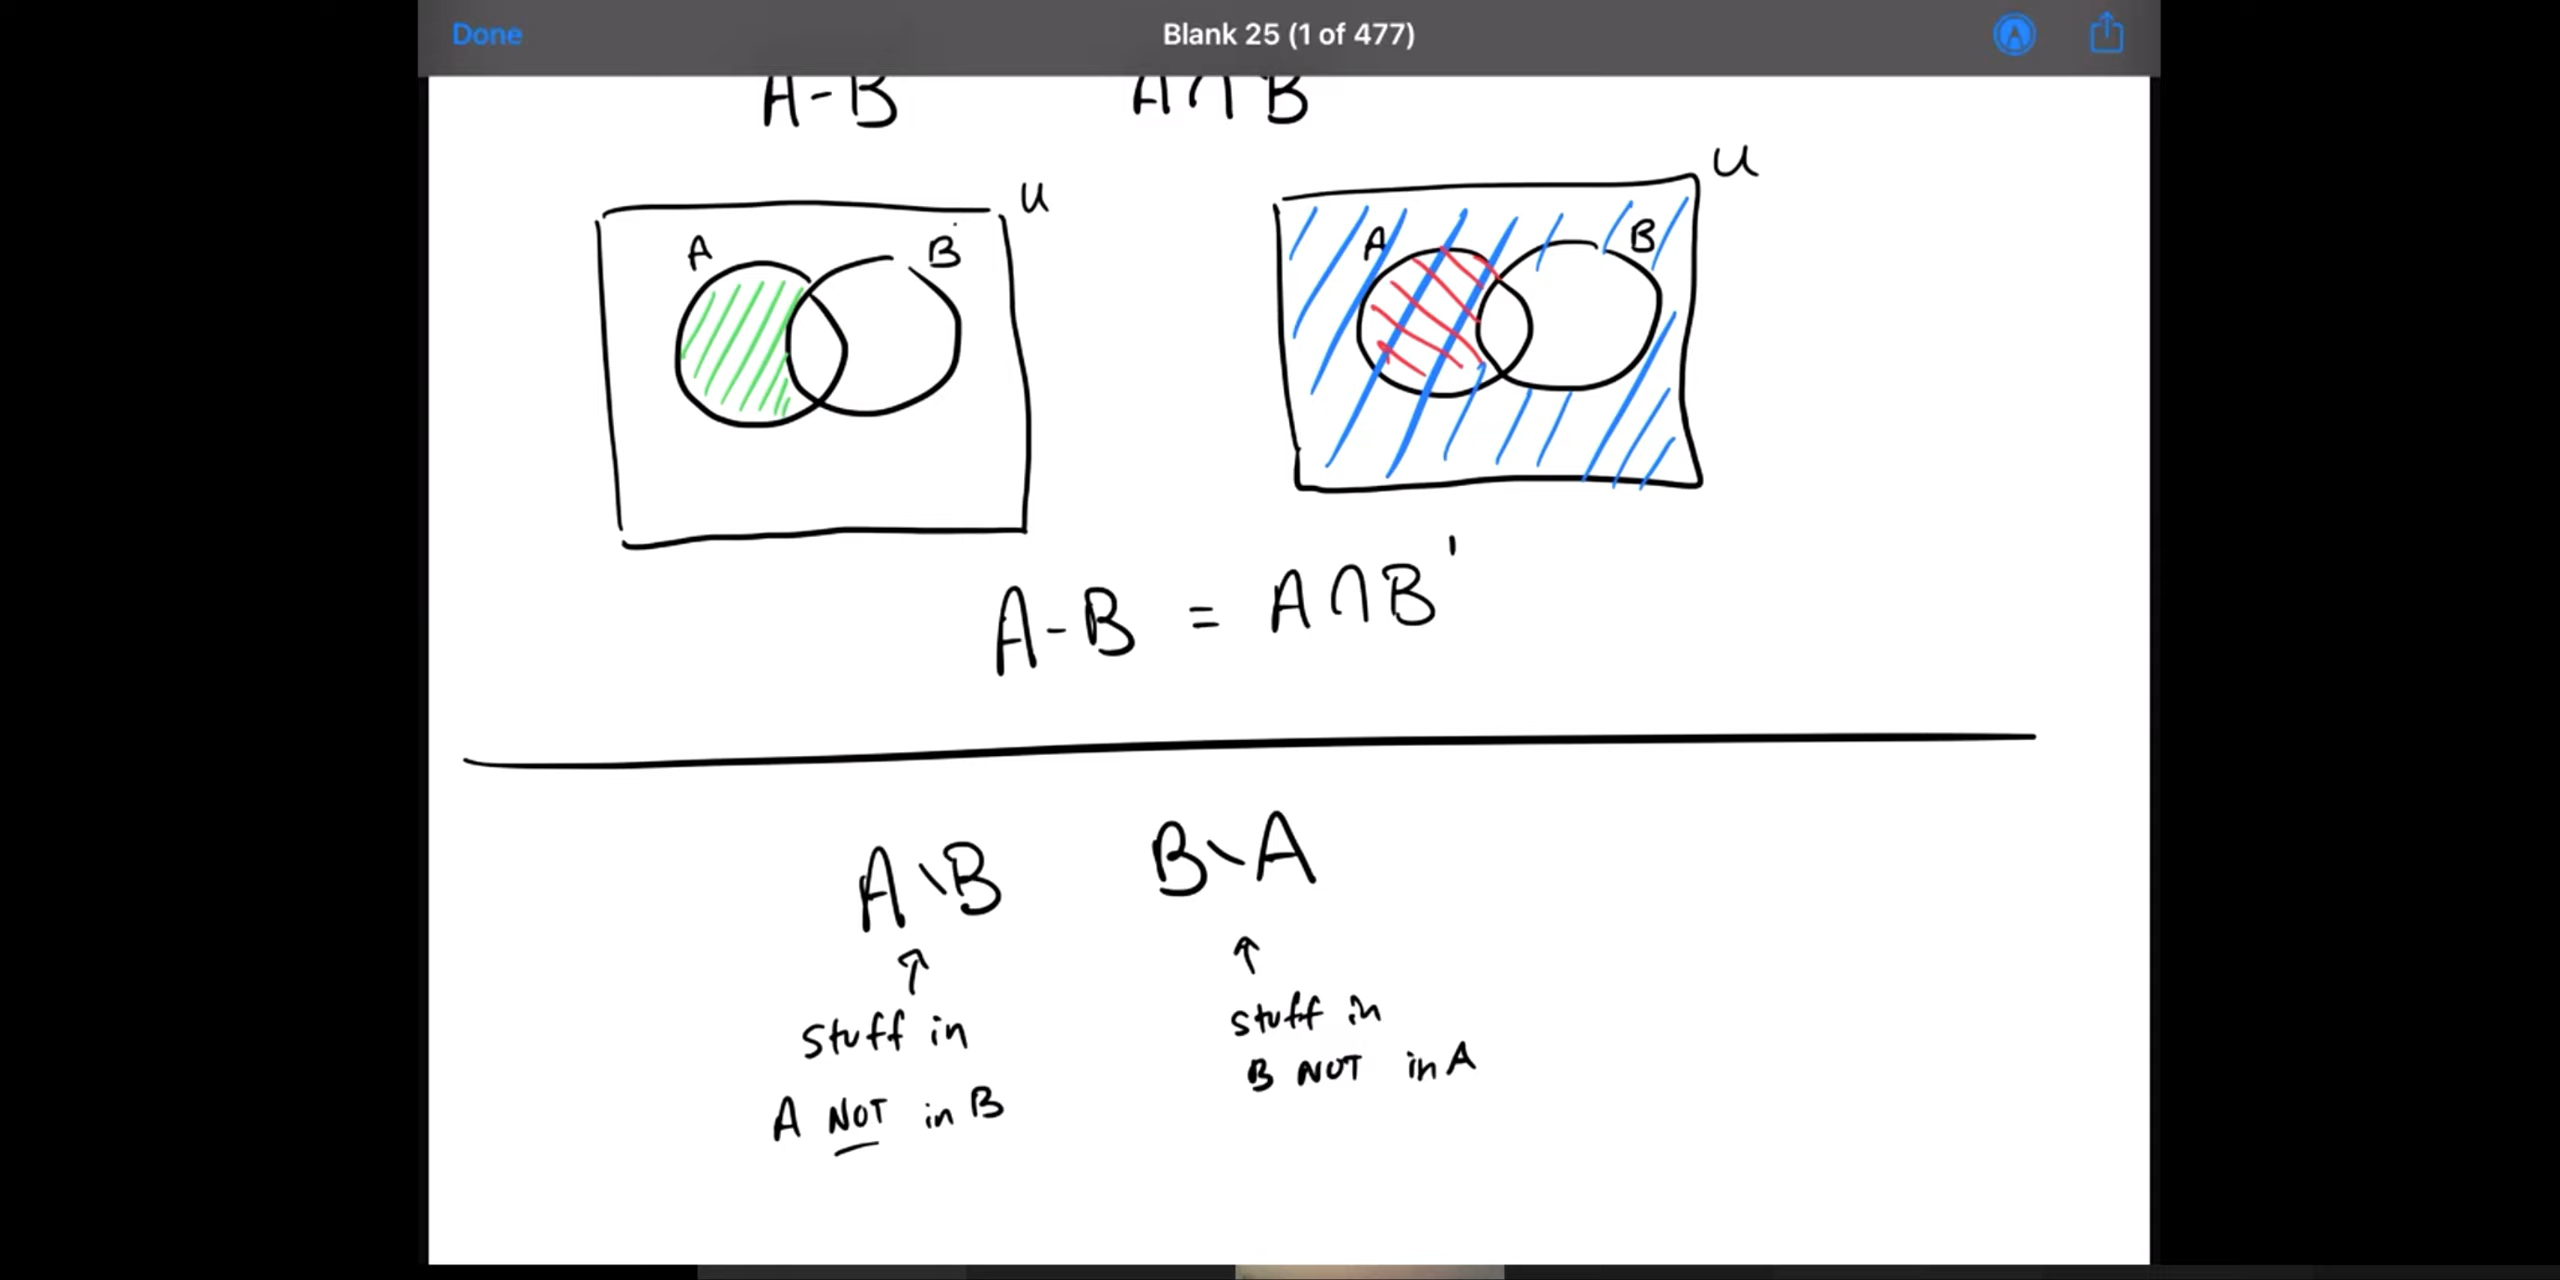 Done
Blank 25 (1 of 477)
A-B
A∩B
U
A
B
U
A
B
A-B = A∩B'
A\B
B\A
↑
↑
stuff in
A NOT in B
stuff in
B NOT in A